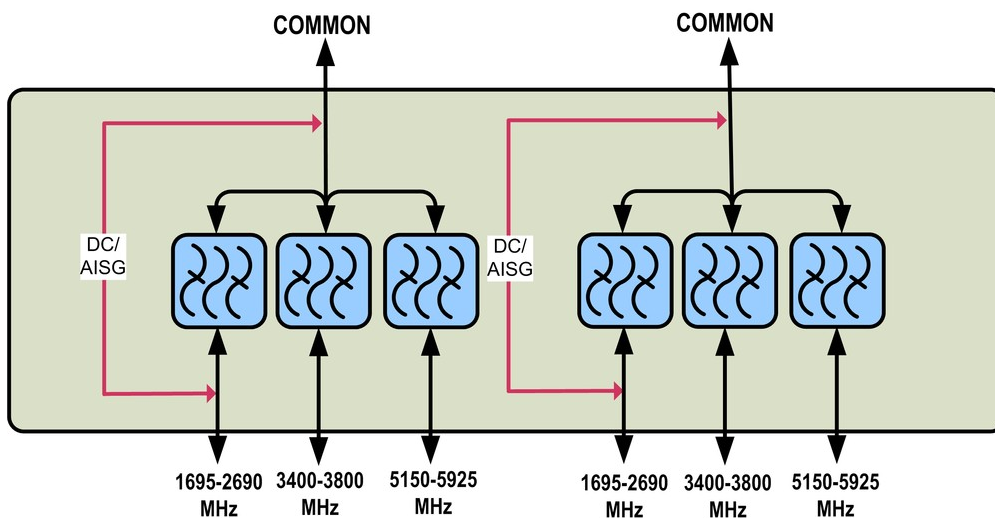 COMMON
COMMON
DC/
AISG
DC/
AISG
1695-2690
MHz
3400-3800
MHz
5150-5925
MHz
1695-2690
MHz
3400-3800
MHz
5150-5925
MHz